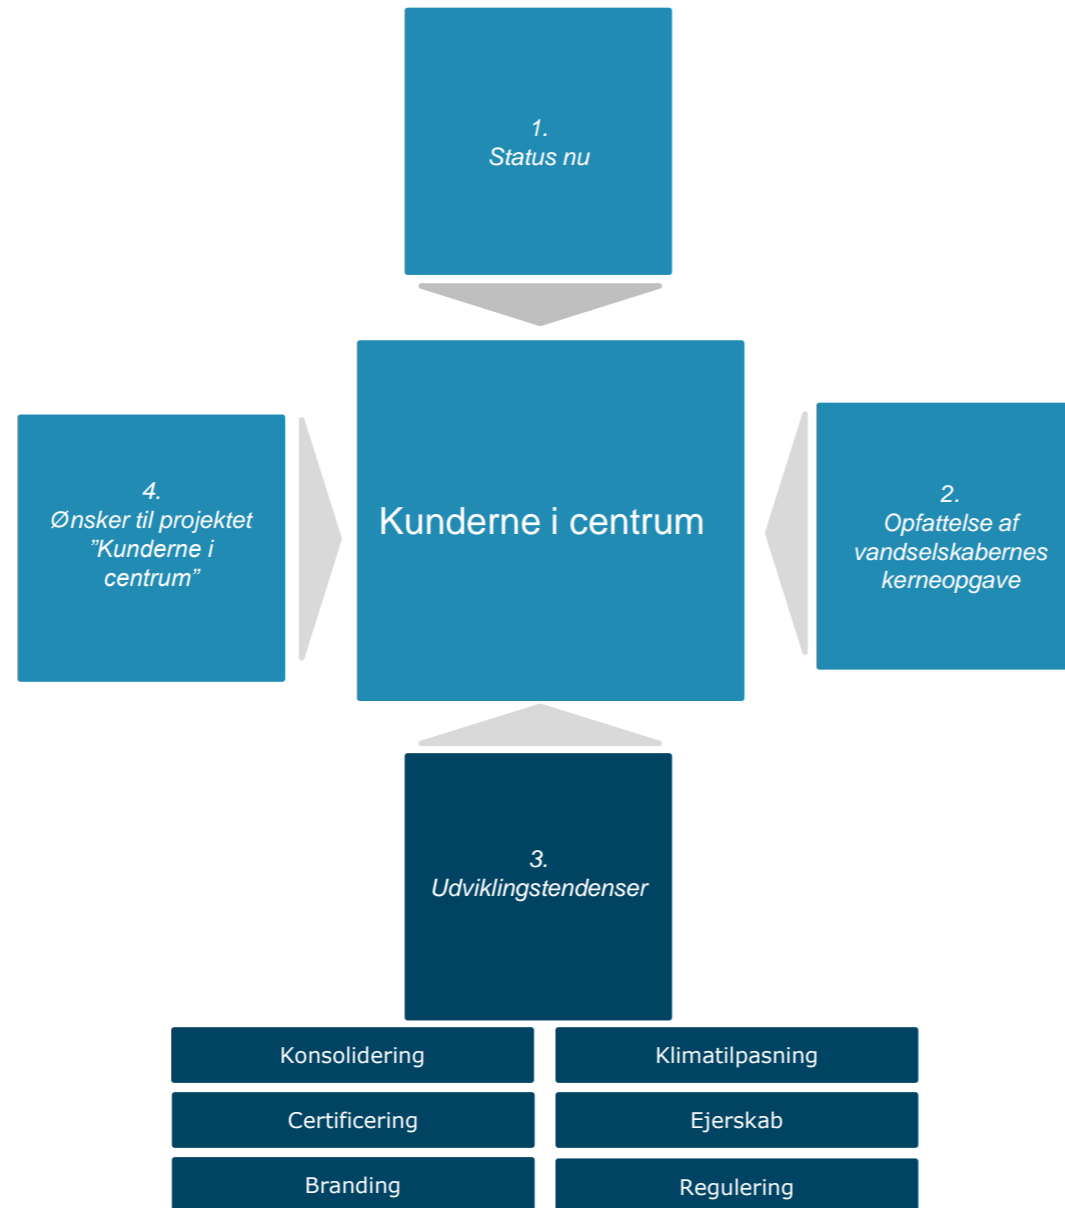 1.
Status nu
Kunderne i centrum
4.
Ønsker til projektet
”Kunderne i
centrum”
2.
Opfattelse af
vandselskabernes
kerneopgave
3.
Udviklingstendenser
Konsolidering
Klimatilpasning
Certificering
Ejerskab
Branding
Regulering